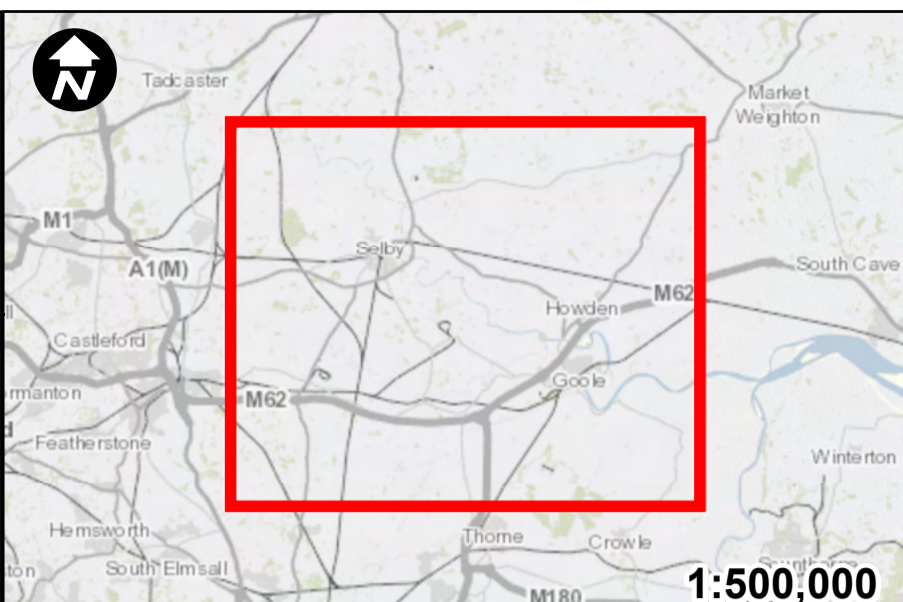 N
Tadcaster
Market
Weighton
M1
Selby
A1(M)
South Cave
M62
Howden
Castleford
Goole
rmanton
M62
Featherstone
Winterton
Hemsworth
Thorne
Crowle
South Elmsall
1:500,000
M180